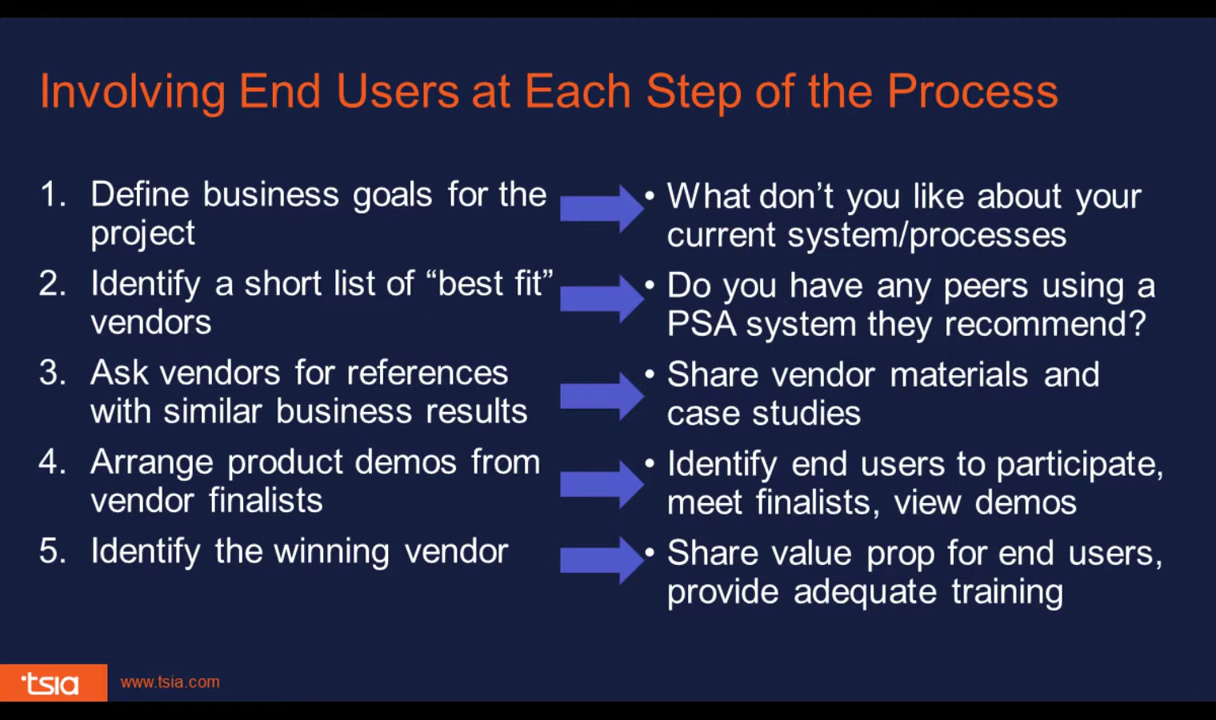 Involving End Users at Each Step of the Process
1. Define business goals for the
project
• What don’t you like about your
current system/processes
2. Identify a short list of “best fit”
vendors
• Do you have any peers using a
PSA system they recommend?
3. Ask vendors for references
with similar business results
• Share vendor materials and
case studies
4. Arrange product demos from
vendor finalists
• Identify end users to participate,
meet finalists, view demos
5. Identify the winning vendor
• Share value prop for end users,
provide adequate training
tsia
www.tsia.com